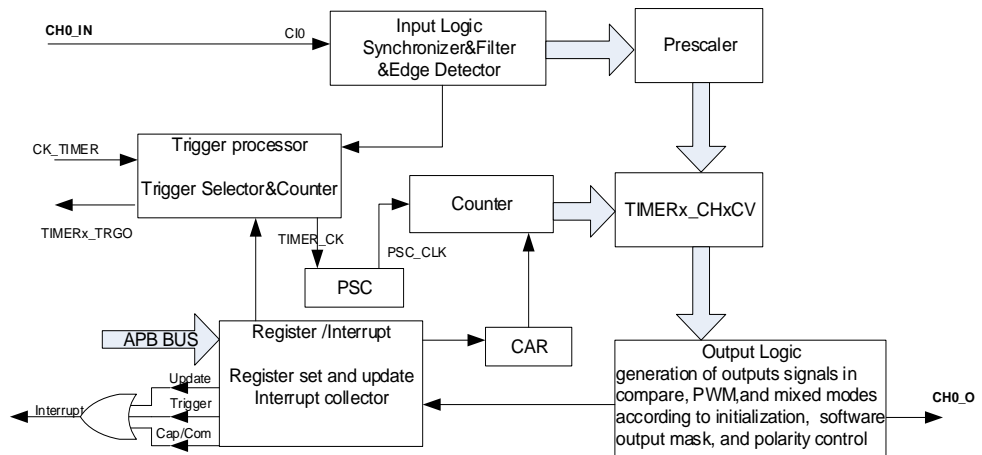 CH0_IN
CI0
Input Logic
Synchronizer&Filter
&Edge Detector
Prescaler
CK_TIMER
Trigger processor
Trigger Selector&Counter
TIMERx_TRGO
TIMER_CK
PSC_CLK
Counter
TIMERx_CHxCV
PSC
APB BUS
Register /Interrupt
Register set and update
Interrupt collector
CAR
Update
Trigger
Cap/Com
Interrupt
Output Logic
generation of outputs signals in
compare, PWM,and mixed modes
according to initialization, software
output mask, and polarity control
CH0_O